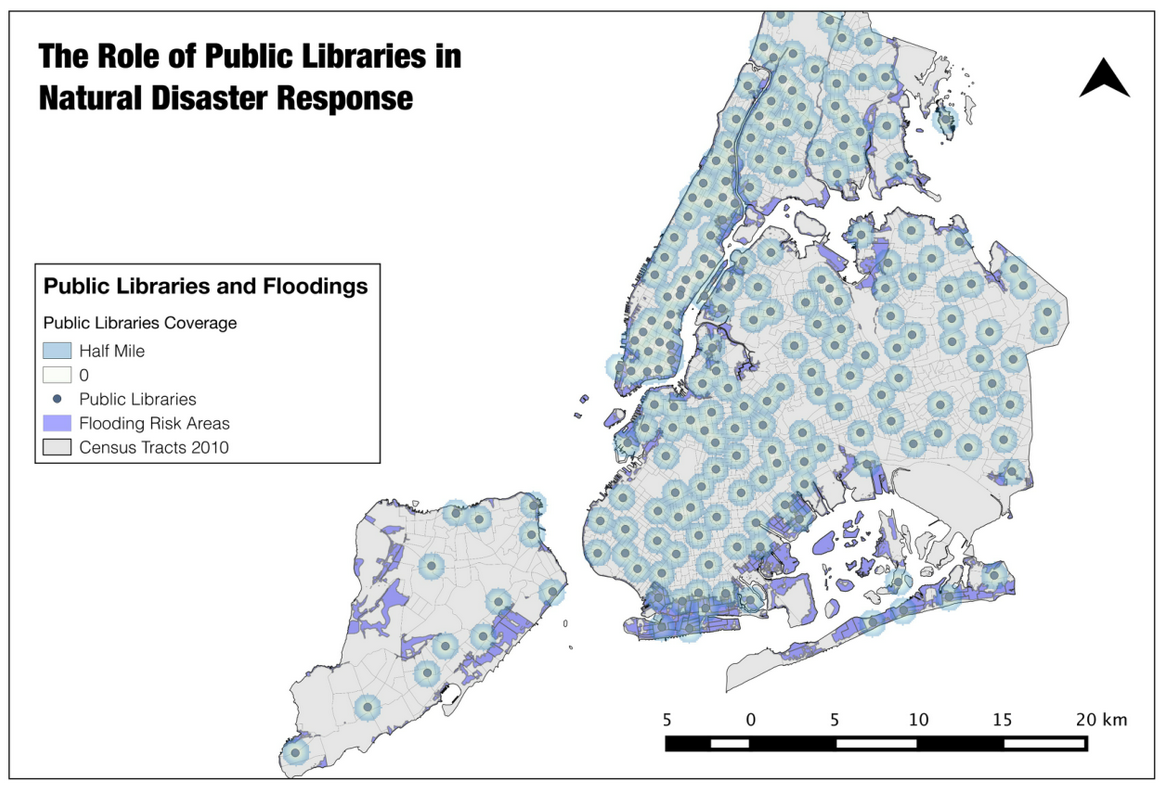 The Role of Public Libraries in
Natural Disaster Response
Public Libraries and Floodings
Public Libraries Coverage
Half Mile
0
Public Libraries
Flooding Risk Areas
Census Tracts 2010
5 0 5 10 15 20 km